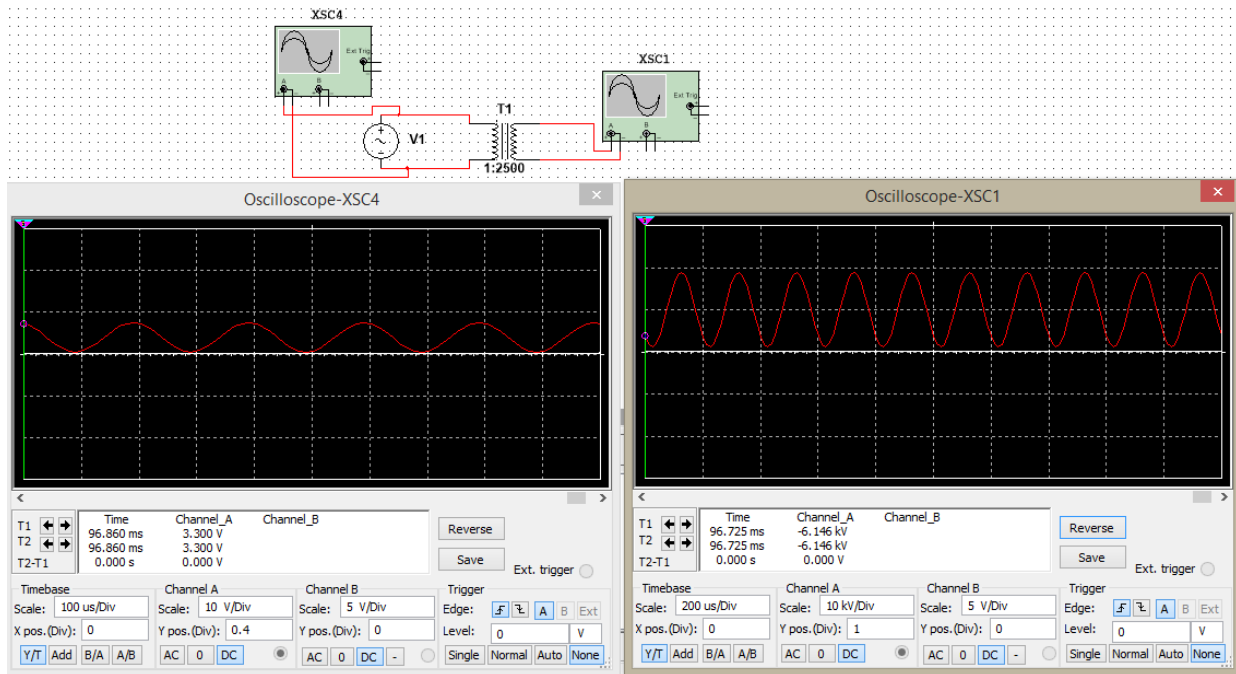 XSC4
Ext Trig
A B
XSC1
Ext Trig
A B
V1
T1
1:2500
Oscilloscope-XSC4
T1
T2
T2-T1
Time Channel_A Channel_B
96.860 ms 3.300 V
96.860 ms 3.300 V
0.000 s 0.000 V
Reverse
Save
Ext. trigger
Timebase
Scale: 100 us/Div
X pos.(Div): 0
Y/T Add B/A A/B
Channel A
Scale: 10 V/Div
Y pos.(Div): 0.4
AC 0 DC
Channel B
Scale: 5 V/Div
Y pos.(Div): 0
AC 0 DC -
Trigger
Edge: A B Ext
Level: 0 V
Single Normal Auto None
Oscilloscope-XSC1
T1
T2
T2-T1
Time Channel_A Channel_B
96.725 ms -6.146 kV
96.725 ms -6.146 kV
0.000 s 0.000 V
Reverse
Save
Ext. trigger
Timebase
Scale: 200 us/Div
X pos.(Div): 0
Y/T Add B/A A/B
Channel A
Scale: 10 kV/Div
Y pos.(Div): 1
AC 0 DC
Channel B
Scale: 5 V/Div
Y pos.(Div): 0
AC 0 DC -
Trigger
Edge: A B Ext
Level: 0 V
Single Normal Auto None